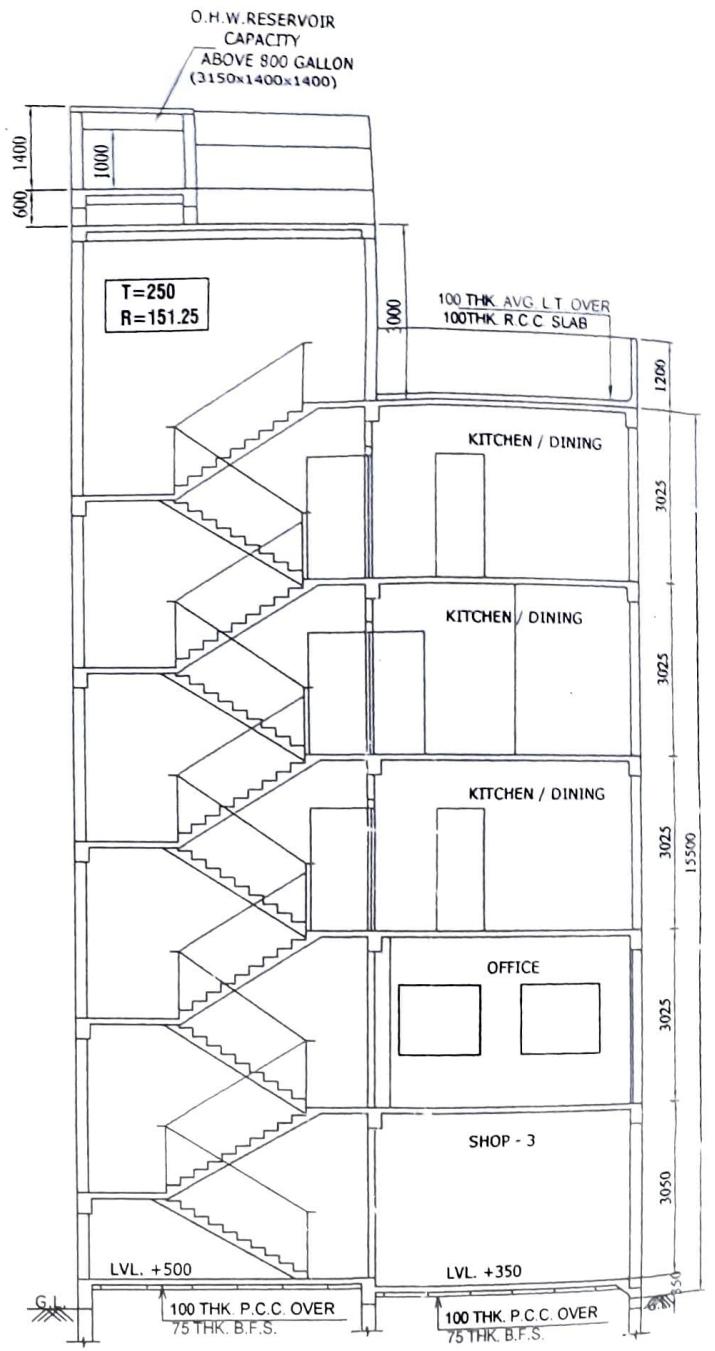 O.H.W.RESERVOIR
CAPACITY
ABOVE 800 GALLON
(3150x1400x1400)
1400
1000
600
T=250
R=151.25
3000
100 THK. AVG. L.T. OVER
100THK. R.C.C. SLAB
1200
KITCHEN / DINING
3025
KITCHEN / DINING
3025
KITCHEN / DINING
3025
15500
OFFICE
3025
SHOP - 3
3050
LVL. +500
LVL. +350
350
G.L.
G.L.
100 THK. P.C.C. OVER
75 THK. B.F.S.
100 THK. P.C.C. OVER
75 THK. B.F.S.